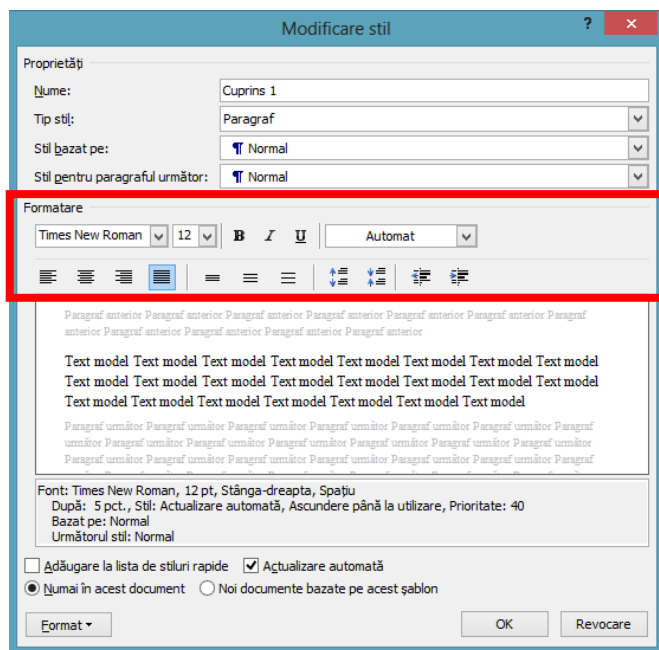 Modificare stil
?
×
Proprietăți
Nume: Cuprins 1
Tip stil: Paragraf
Stil bazat pe: ¶ Normal
Stil pentru paragraful următor: ¶ Normal
Formatare
Times New Roman 12 B I U Automat
Paragraf anterior Paragraf anterior Paragraf anterior Paragraf anterior Paragraf anterior Paragraf anterior Paragraf
anterior Paragraf anterior Paragraf anterior Paragraf anterior Paragraf anterior
Text model Text model Text model Text model Text model Text model Text model Text model
Text model Text model Text model Text model Text model Text model Text model Text model
Text model Text model Text model Text model Text model Text model Text model
Paragraf următor Paragraf următor Paragraf următor Paragraf următor Paragraf următor Paragraf următor Paragraf
următor Paragraf următor Paragraf următor Paragraf următor Paragraf următor Paragraf următor Paragraf următor
Paragraf următor Paragraf următor Paragraf următor Paragraf următor Paragraf următor Paragraf următor Paragraf
Font: Times New Roman, 12 pt, Stânga-dreapta, Spațiu
După: 5 pct., Stil: Actualizare automată, Ascundere până la utilizare, Prioritate: 40
Bazat pe: Normal
Următorul stil: Normal
Adăugare la lista de stiluri rapide Actualizare automată
Numai în acest document Noi documente bazate pe acest șablon
Format OK Revocare